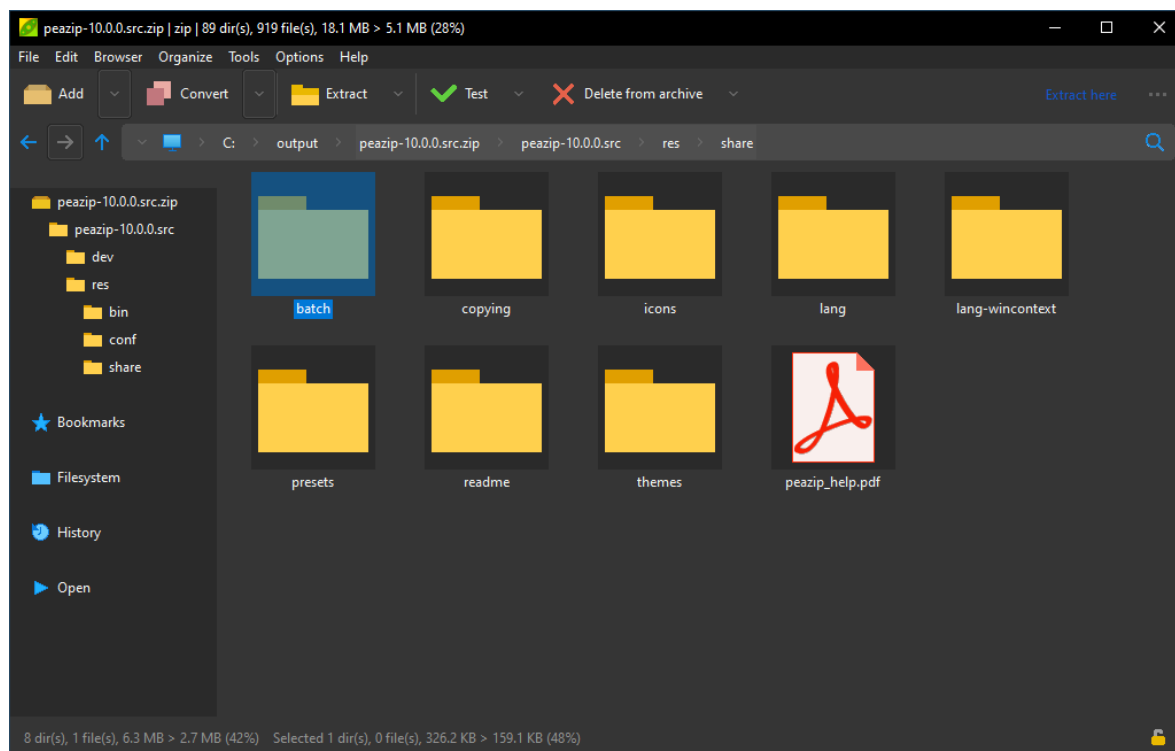 peazip-10.0.0.src.zip | zip | 89 dir(s), 919 file(s), 18.1 MB > 5.1 MB (28%)
File Edit Browser Organize Tools Options Help
Add Convert Extract Test Delete from archive Extract here
C: output peazip-10.0.0.src.zip peazip-10.0.0.src res share
peazip-10.0.0.src.zip
peazip-10.0.0.src
dev
res
bin
conf
share
Bookmarks
Filesystem
History
Open
batch copying icons lang lang-wincontext
presets readme themes peazip_help.pdf
8 dir(s), 1 file(s), 6.3 MB > 2.7 MB (42%) Selected 1 dir(s), 0 file(s), 326.2 KB > 159.1 KB (48%)